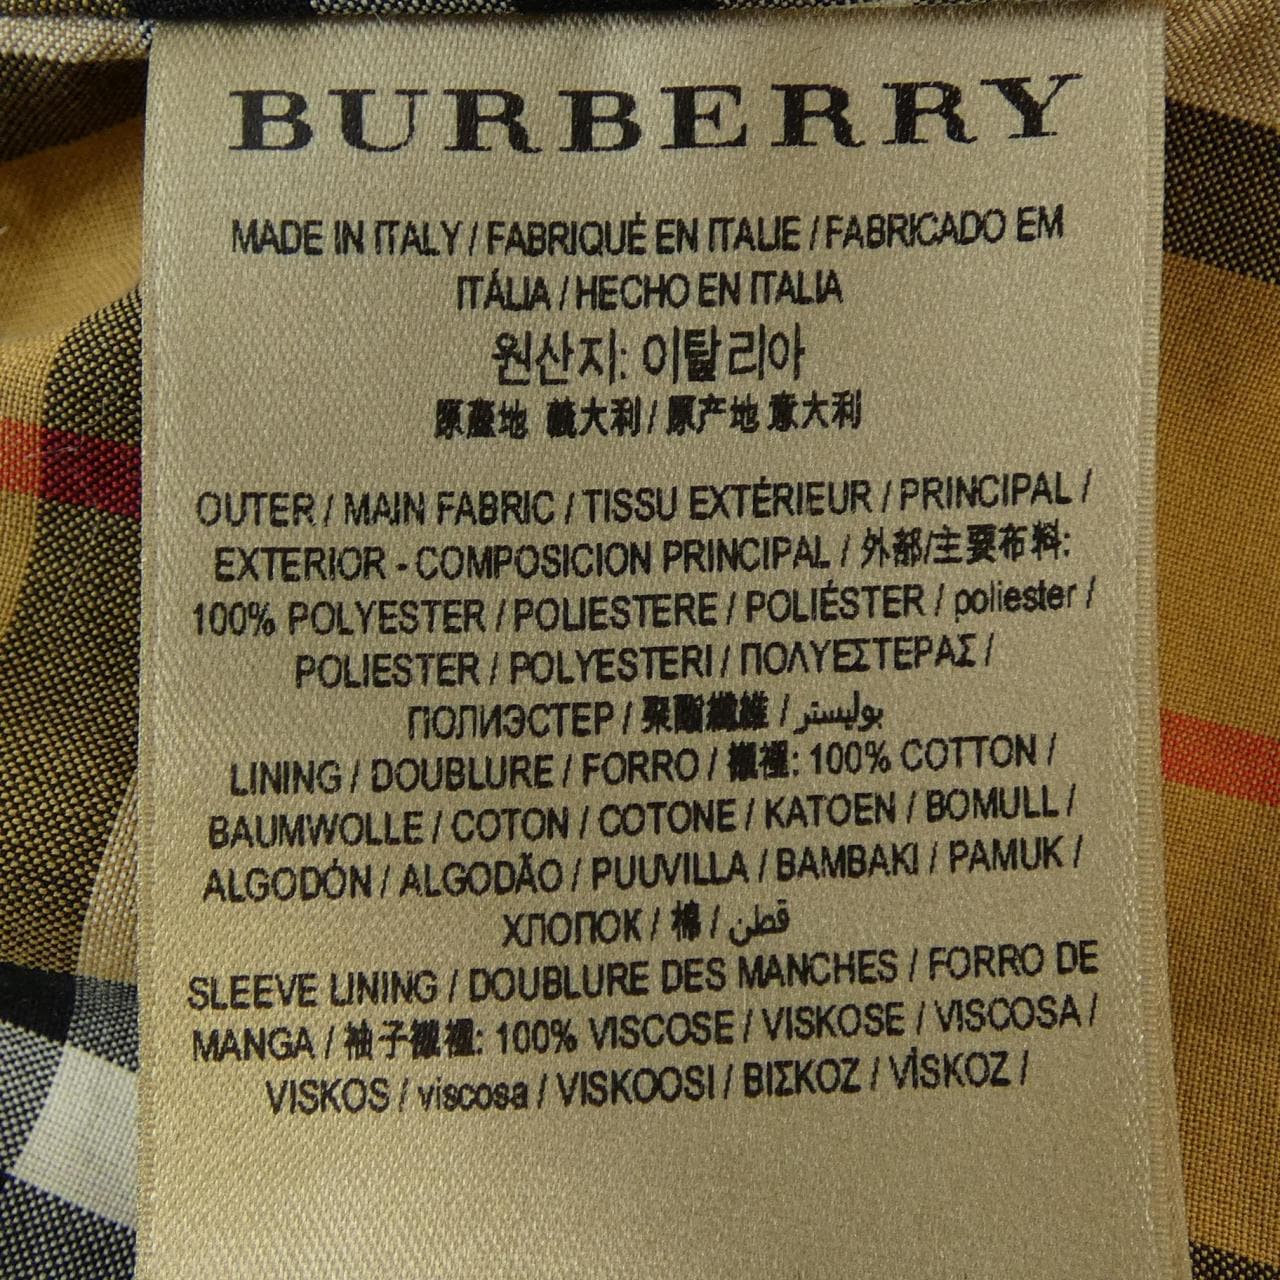 BURBERRY
MADE IN ITALY / FABRIQUÉ EN ITALIE / FABRICADO EM
ITÁLIA / HECHO EN ITALIA
원산지: 이탈리아
原產地 義大利 / 原产地 意大利
OUTER / MAIN FABRIC / TISSU EXTÉRIEUR / PRINCIPAL /
EXTERIOR - COMPOSICION PRINCIPAL / 外部/主要布料:
100% POLYESTER / POLIESTERE / POLIÉSTER / poliester /
POLIESTER / POLYESTERI / ΠΟΛΥΕΣΤΕΡΑΣ /
ПОЛИЭСТЕР / 聚酯纖維 / بوليستر
LINING / DOUBLURE / FORRO / 襯裡: 100% COTTON /
BAUMWOLLE / COTON / COTONE / KATOEN / BOMULL /
ALGODÓN / ALGODÃO / PUUVILLA / BAMBAKI / PAMUK /
ХЛОПОК / 棉 / قطن
SLEEVE LINING / DOUBLURE DES MANCHES / FORRO DE
MANGA / 袖子襯裡: 100% VISCOSE / VISKOSE / VISCOSA /
VISKOS / viscosa / VISKOOSI / ΒΙΣΚΟΖ / VİSKOZ /